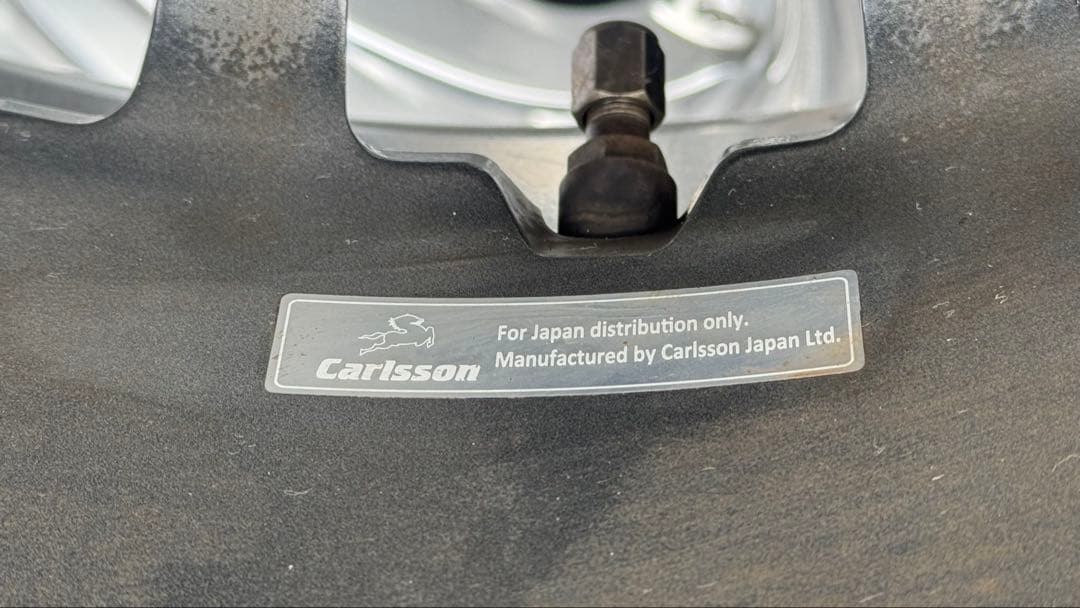 Carlsson
For Japan distribution only.
Manufactured by Carlsson Japan Ltd.